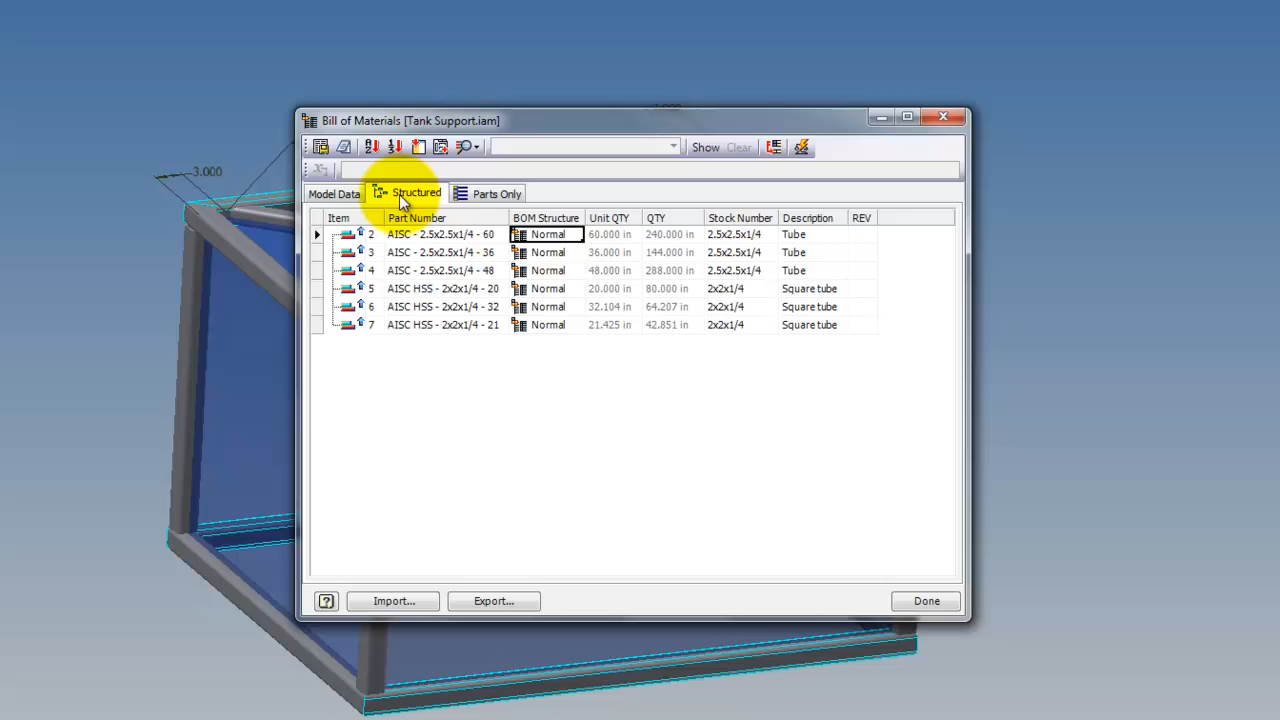 Bill of Materials [Tank Support.iam]
3.000
Show Clear
Model Data Structured Parts Only
Item Part Number BOM Structure Unit QTY QTY Stock Number Description REV
2 AISC - 2.5x2.5x1/4 - 60 Normal 60.000 in 240.000 in 2.5x2.5x1/4 Tube
3 AISC - 2.5x2.5x1/4 - 36 Normal 36.000 in 144.000 in 2.5x2.5x1/4 Tube
4 AISC - 2.5x2.5x1/4 - 48 Normal 48.000 in 288.000 in 2.5x2.5x1/4 Tube
5 AISC HSS - 2x2x1/4 - 20 Normal 20.000 in 80.000 in 2x2x1/4 Square tube
6 AISC HSS - 2x2x1/4 - 32 Normal 32.104 in 64.207 in 2x2x1/4 Square tube
7 AISC HSS - 2x2x1/4 - 21 Normal 21.425 in 42.851 in 2x2x1/4 Square tube
Import... Export... Done